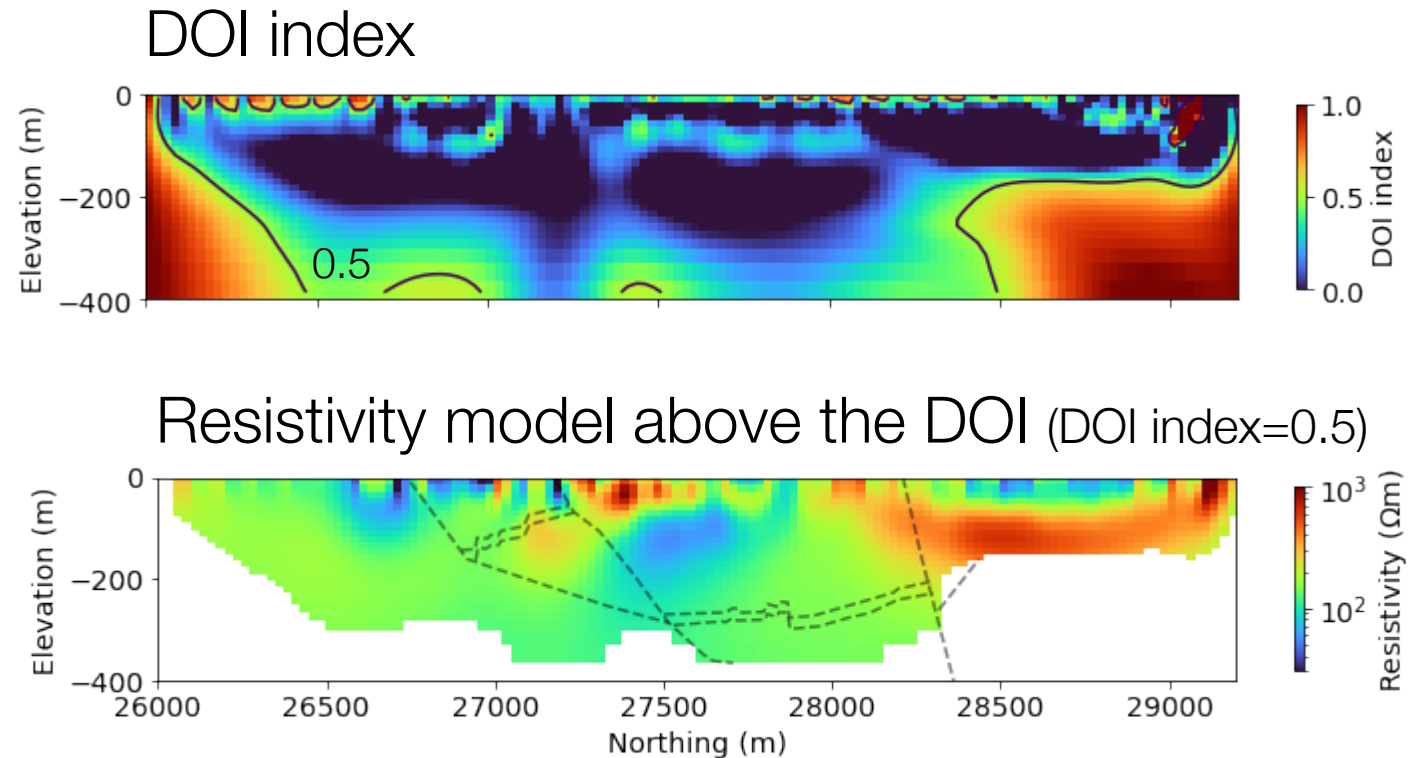 DOI index
Elevation (m)
0
−200
−400
0.5
1.0
0.5
0.0
DOI index
Resistivity model above the DOI (DOI index=0.5)
Elevation (m)
0
−200
−400
26000 26500 27000 27500 28000 28500 29000
Northing (m)
10³
10²
Resistivity (Ωm)